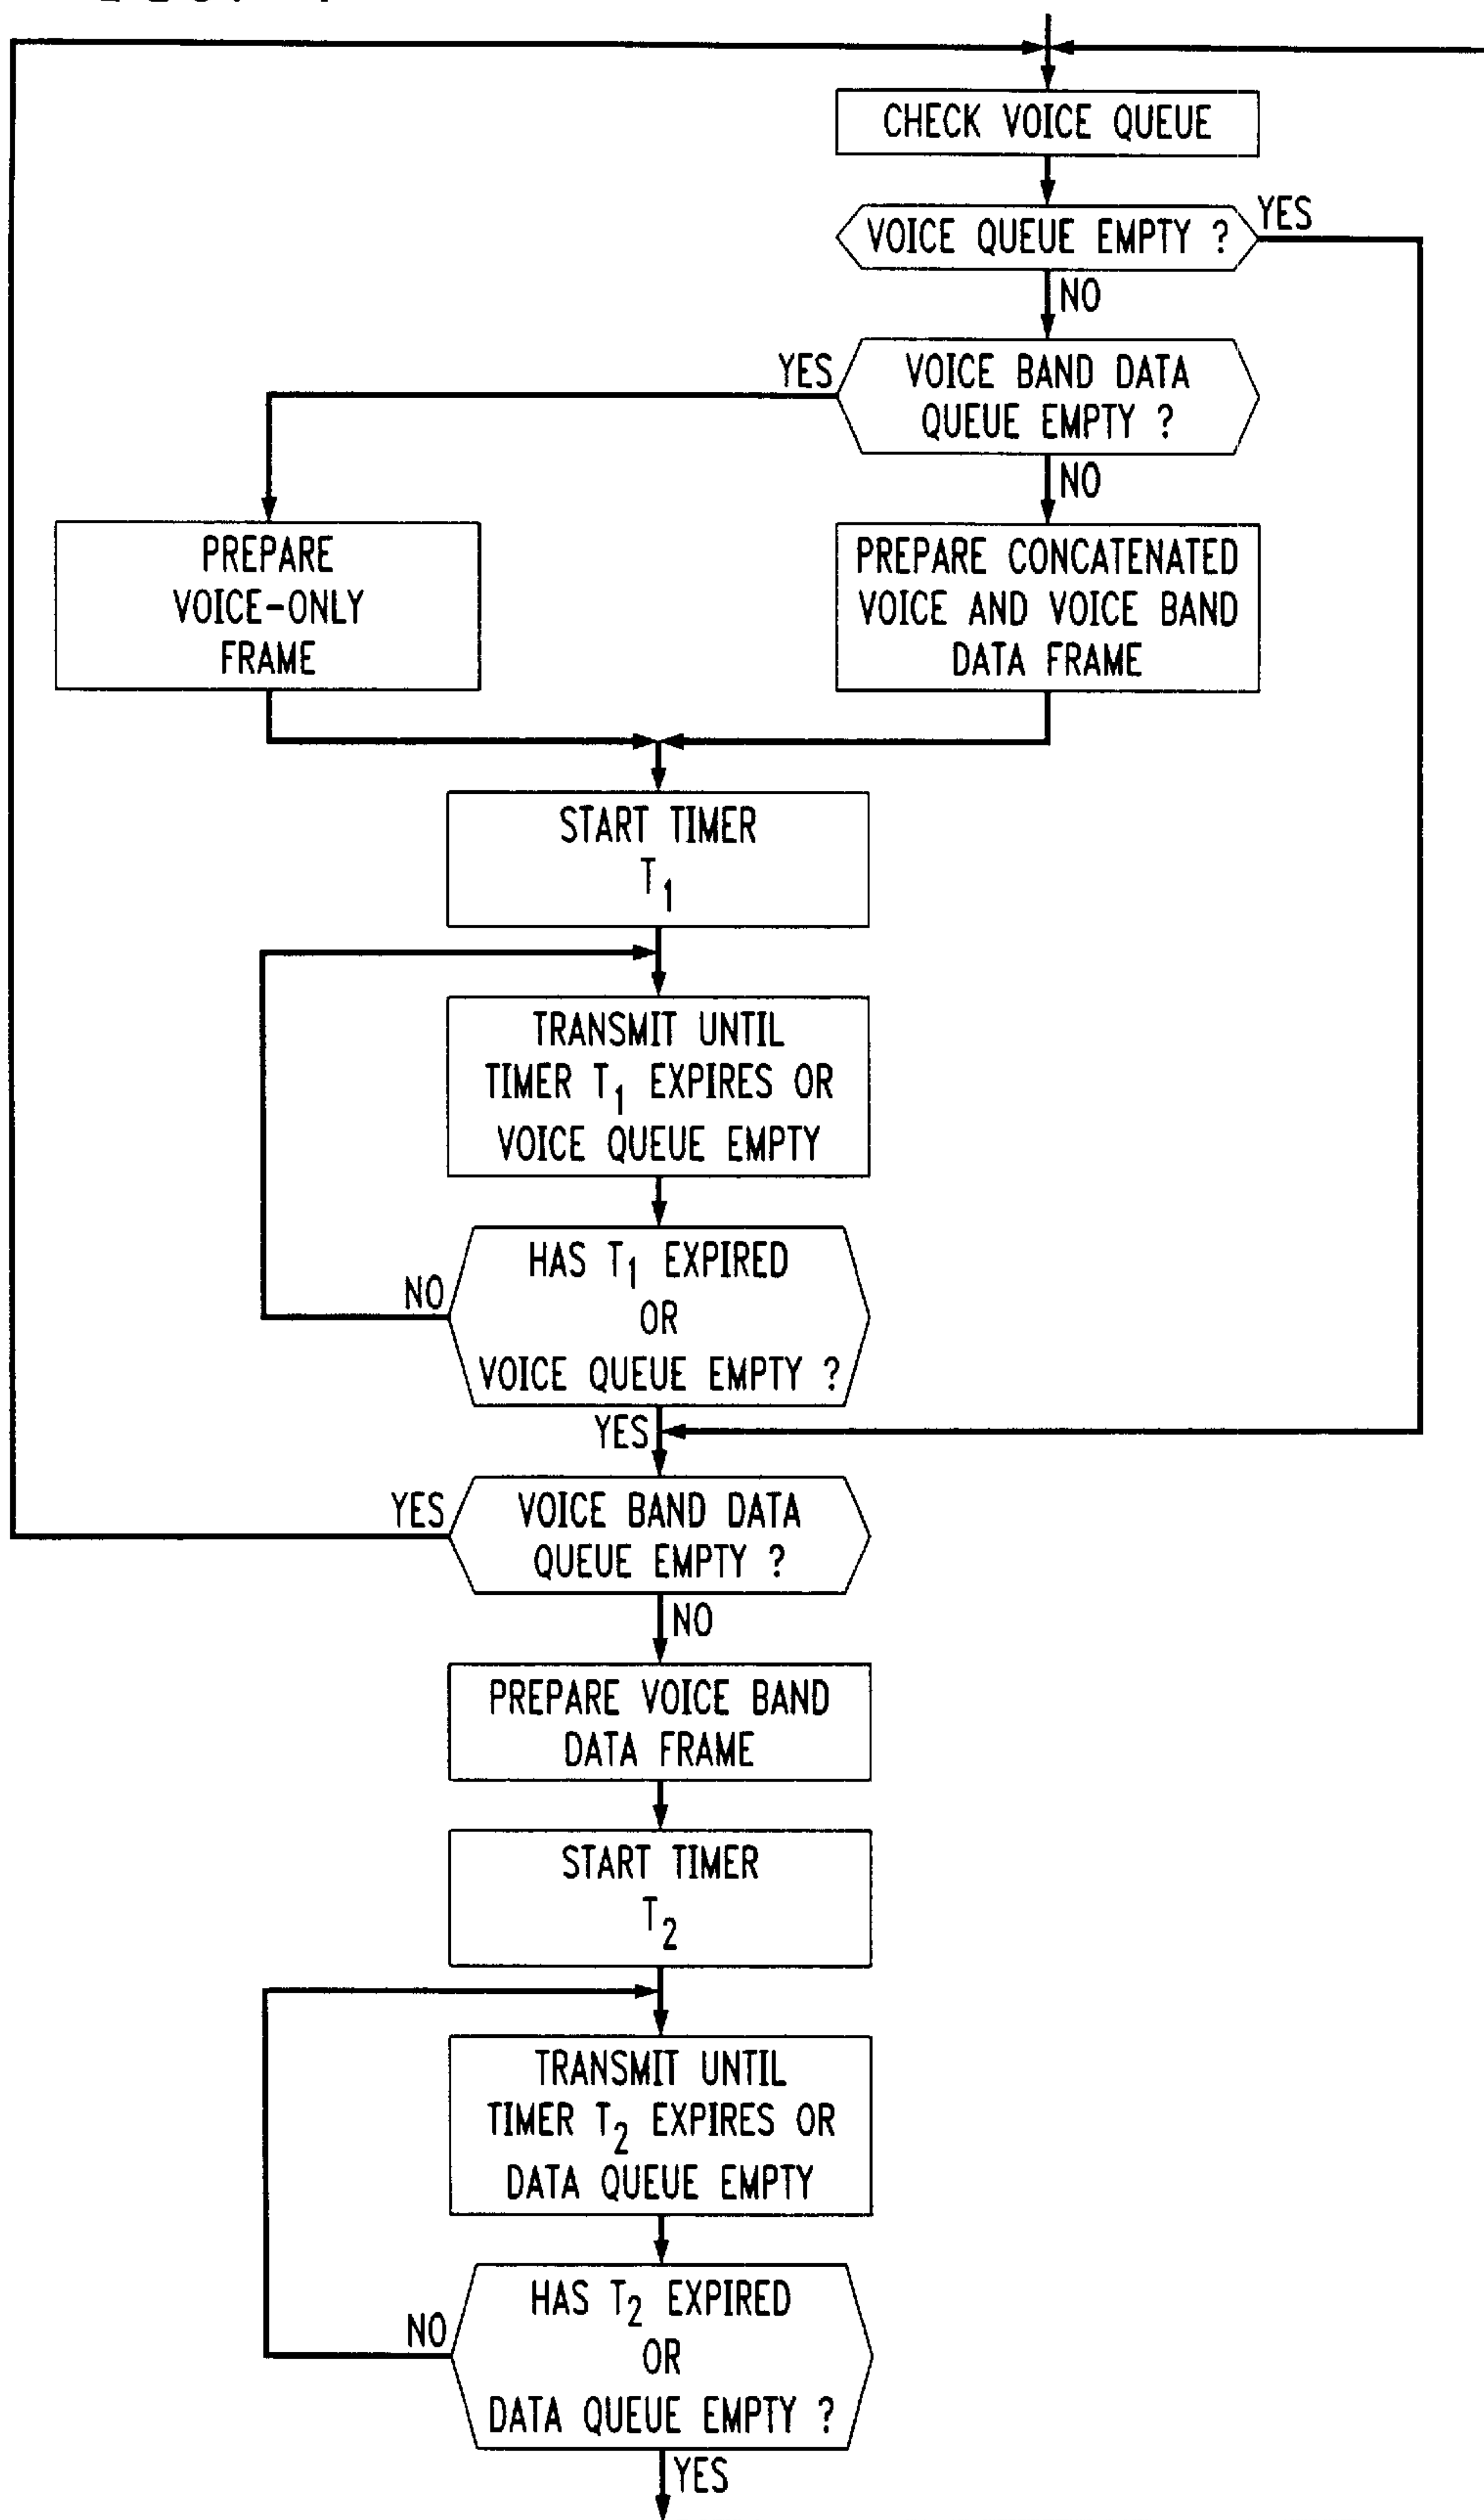 CHECK VOICE QUEUE
VOICE QUEUE EMPTY ?
YES
NO
VOICE BAND DATA
QUEUE EMPTY ?
YES
NO
PREPARE
VOICE-ONLY
FRAME
PREPARE CONCATENATED
VOICE AND VOICE BAND
DATA FRAME
START TIMER
T1
TRANSMIT UNTIL
TIMER T1 EXPIRES OR
VOICE QUEUE EMPTY
HAS T1 EXPIRED
OR
VOICE QUEUE EMPTY ?
NO
YES
VOICE BAND DATA
QUEUE EMPTY ?
YES
NO
PREPARE VOICE BAND
DATA FRAME
START TIMER
T2
TRANSMIT UNTIL
TIMER T2 EXPIRES OR
DATA QUEUE EMPTY
HAS T2 EXPIRED
OR
DATA QUEUE EMPTY ?
NO
YES